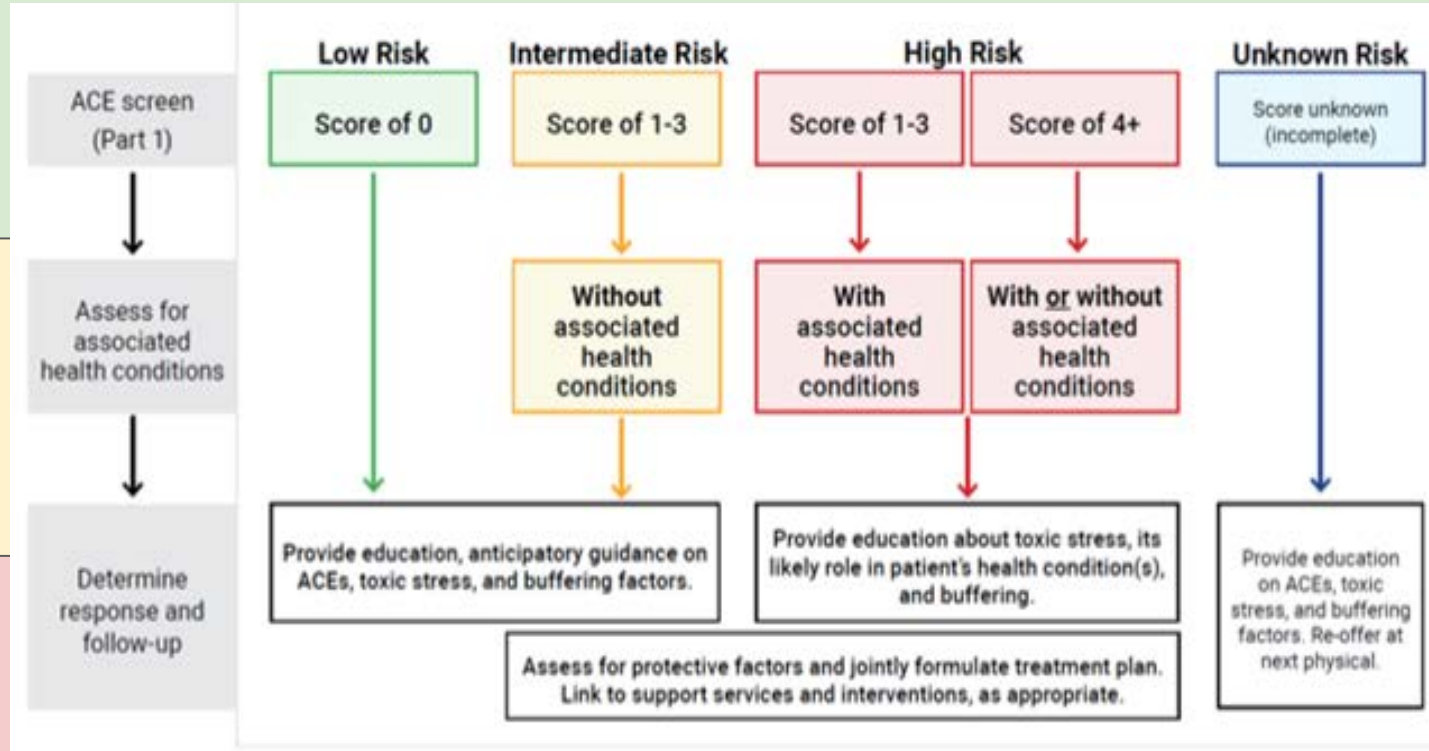 Low Risk
Intermediate Risk
High Risk
Unknown Risk
ACE screen
(Part 1)
Score of 0
Score of 1-3
Score of 1-3
Score of 4+
Score unknown
(incomplete)
Assess for
associated
health conditions
Without
associated
health
conditions
With
associated
health
conditions
With or without
associated
health
conditions
Determine
response and
follow-up
Provide education, anticipatory guidance on
ACEs, toxic stress, and buffering factors.
Provide education about toxic stress, its
likely role in patient's health condition(s),
and buffering.
Provide education
on ACEs, toxic
stress, and buffering
factors. Re-offer at
next physical.
Assess for protective factors and jointly formulate treatment plan.
Link to support services and interventions, as appropriate.